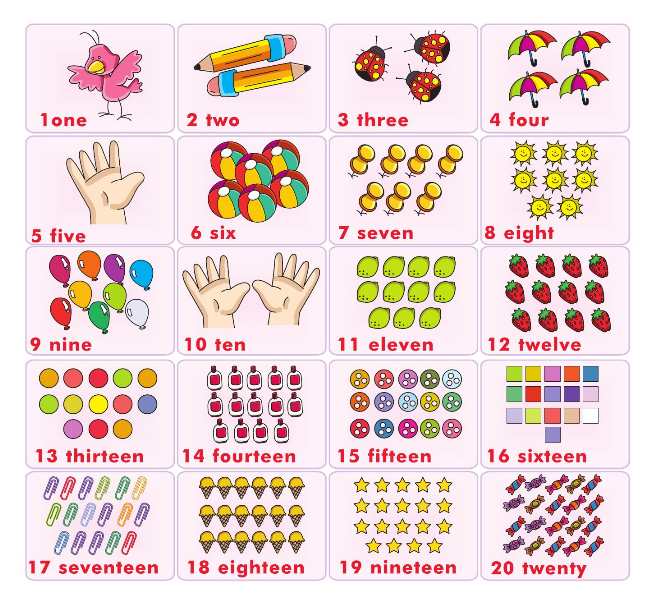 1one
2 two
3 three
4 four
5 five
6 six
7 seven
8 eight
9 nine
10 ten
11 eleven
12 twelve
13 thirteen
14 fourteen
15 fifteen
16 sixteen
17 seventeen
18 eighteen
19 nineteen
20 twenty